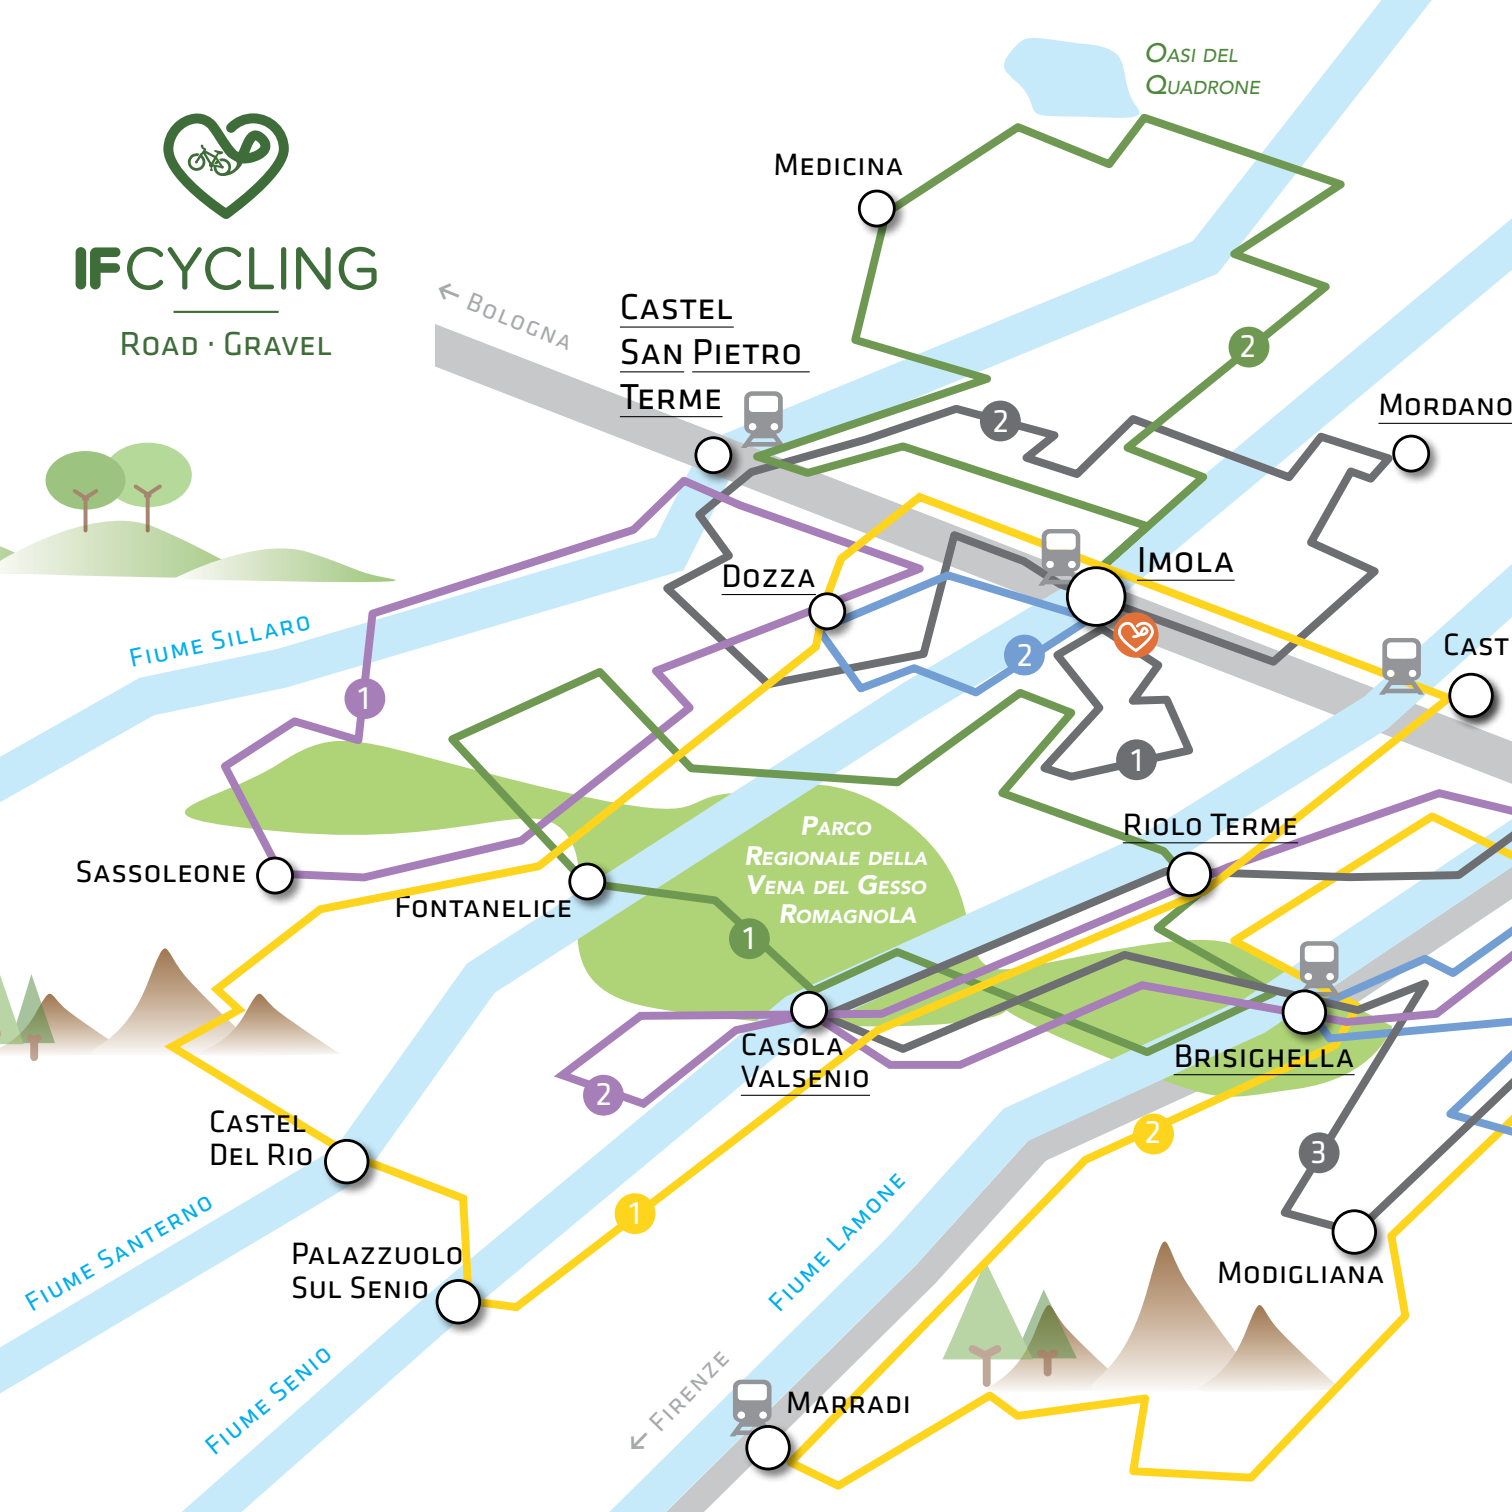 Oasi del
Quadrone
Medicina
IFCYCLING
Road · Gravel
← Bologna
Castel
San Pietro
Terme
2
2
Mordano
Imola
Dozza
Cast
Fiume Sillaro
1
2
1
Riolo Terme
Parco
Regionale della
Vena del Gesso
Romagnola
Sassoleone
Fontanelice
1
Casola
Valsenio
Brisighella
2
Castel
del Rio
2
3
Fiume Santerno
1
Fiume Lamone
Palazzuolo
sul Senio
Modigliana
Fiume Senio
← Firenze
Marradi